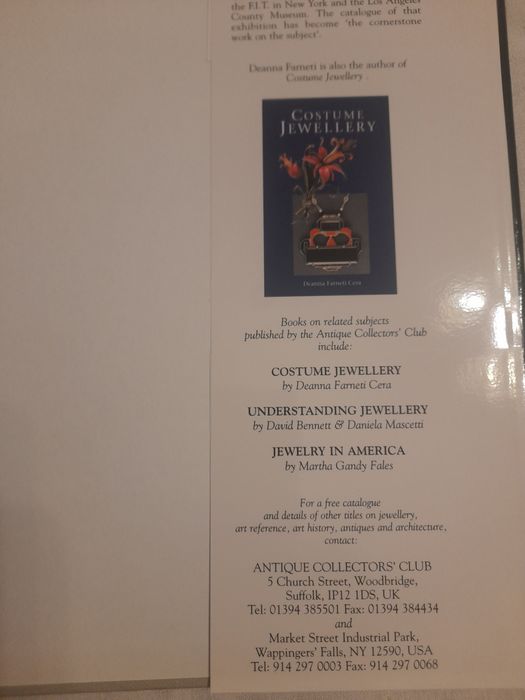 the F.I.T. in New York and the Los Angeles
County Museum. The catalogue of that
exhibition has become 'the cornerstone
work on the subject'.
Deanna Farneti is also the author of
Costume Jewellery.
COSTUME
JEWELLERY
Deanna Farneti Cera
Books on related subjects
published by the Antique Collectors' Club
include:
COSTUME JEWELLERY
by Deanna Farneti Cera
UNDERSTANDING JEWELLERY
by David Bennett & Daniela Mascetti
JEWELRY IN AMERICA
by Martha Gandy Fales
For a free catalogue
and details of other titles on jewellery,
art reference, art history, antiques and architecture,
contact:
ANTIQUE COLLECTORS' CLUB
5 Church Street, Woodbridge,
Suffolk, IP12 1DS, UK
Tel: 01394 385501 Fax: 01394 384434
and
Market Street Industrial Park,
Wappingers' Falls, NY 12590, USA
Tel: 914 297 0003 Fax: 914 297 0068